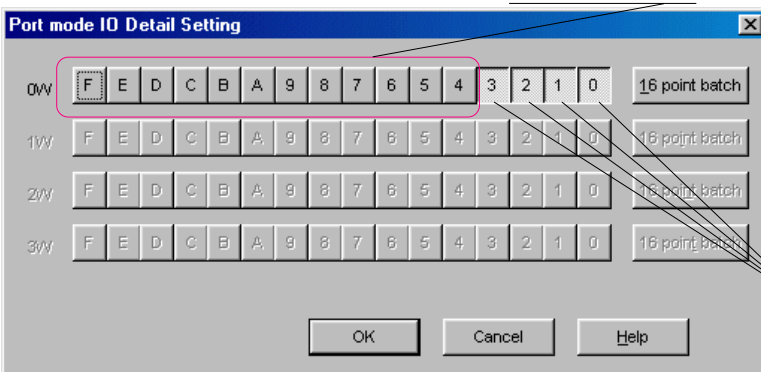 Port mode IO Detail Setting
0W F E D C B A 9 8 7 6 5 4 3 2 1 0 16 point batch
1W F E D C B A 9 8 7 6 5 4 3 2 1 0 16 point batch
2W F E D C B A 9 8 7 6 5 4 3 2 1 0 16 point batch
3W F E D C B A 9 8 7 6 5 4 3 2 1 0 16 point batch
OK Cancel Help